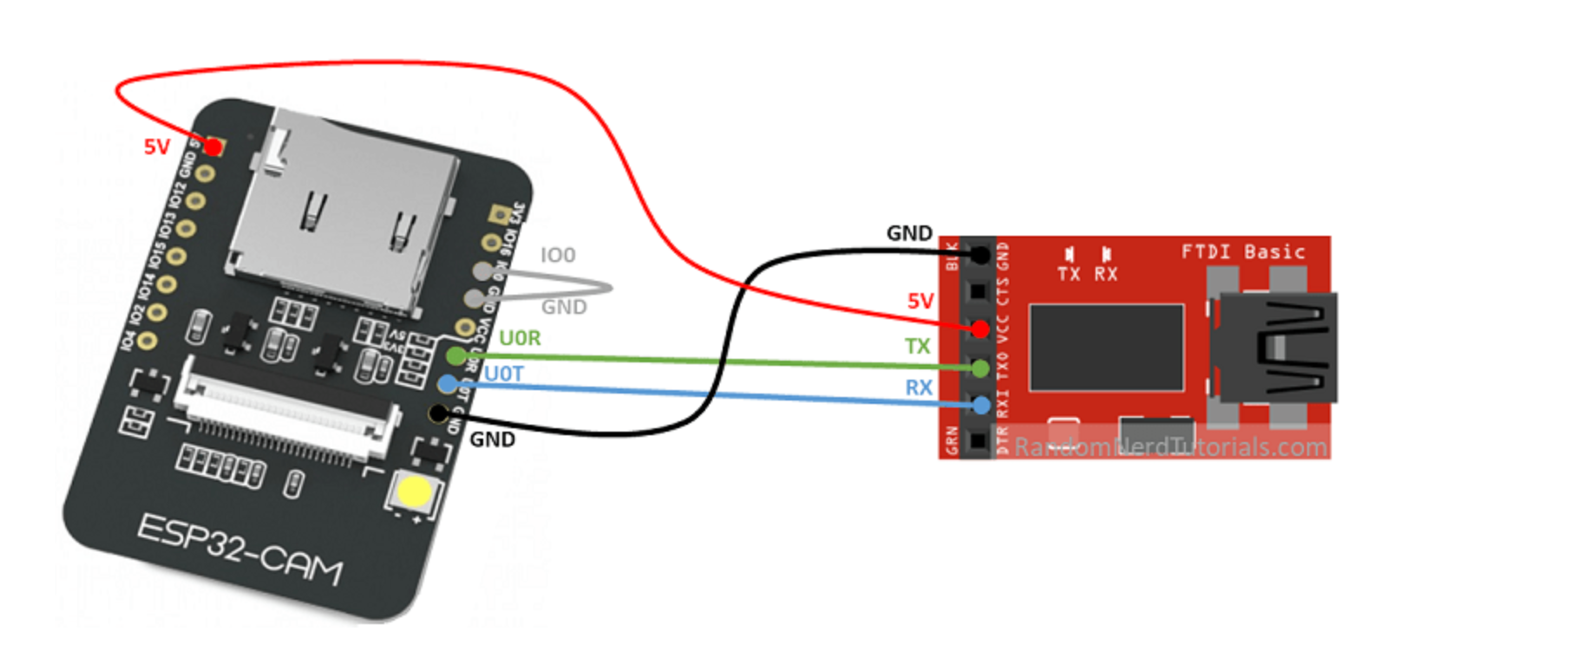 5V
5V
GND
IO12
IO13
IO15
IO14
IO2
IO4
3V3
IO16
IO0
GND
VCC
U0R
U0T
GND
IO0
GND
5V
3V3
U0R
U0T
GND
- +
ESP32-CAM
GND
5V
TX
RX
BLK
GRN
GND
CTS
VCC
TXO
RXI
DTR
TX RX
FTDI Basic
RandomNerdTutorials.com